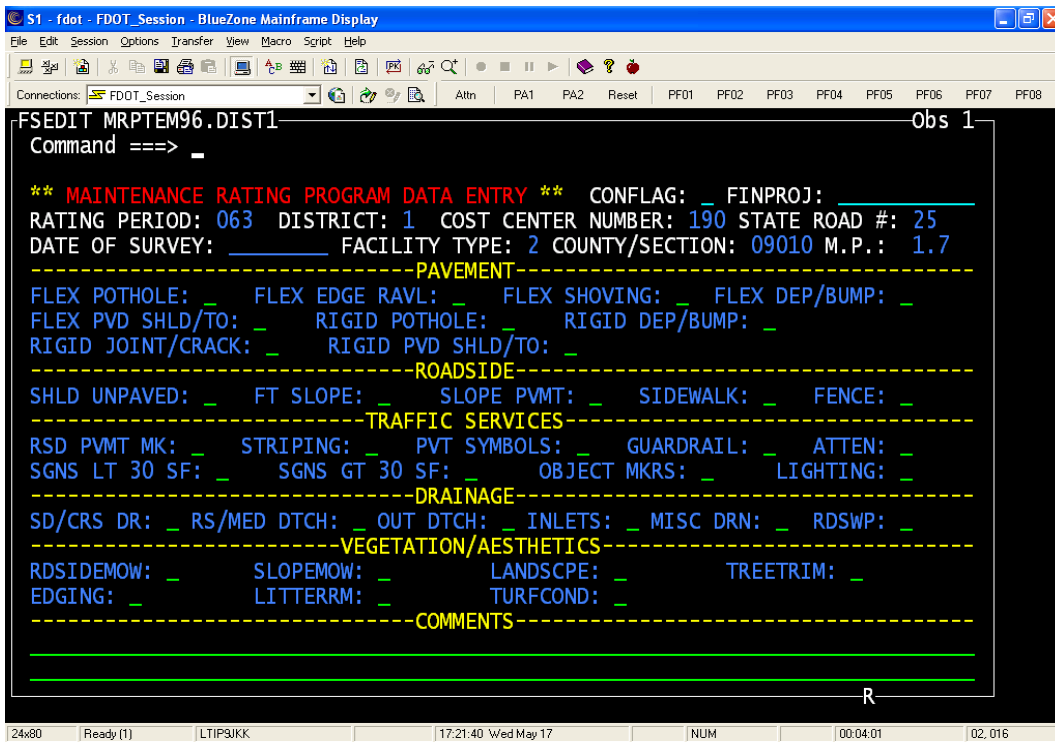 S1 - fdot - FDOT_Session - BlueZone Mainframe Display
File Edit Session Options Transfer View Macro Script Help
Connections: FDOT_Session Attn PA1 PA2 Reset PF01 PF02 PF03 PF04 PF05 PF06 PF07 PF08
FSEDIT MRPTEM96.DIST1 Obs 1
Command ===> _
** MAINTENANCE RATING PROGRAM DATA ENTRY ** CONFLAG: _ FINPROJ: ___________
RATING PERIOD: 063 DISTRICT: 1 COST CENTER NUMBER: 190 STATE ROAD #: 25
DATE OF SURVEY: ________ FACILITY TYPE: 2 COUNTY/SECTION: 09010 M.P.: 1.7
-------------------------------PAVEMENT-------------------------------------
FLEX POTHOLE: _ FLEX EDGE RAVL: _ FLEX SHOVING: _ FLEX DEP/BUMP: _
FLEX PVD SHLD/TO: _ RIGID POTHOLE: _ RIGID DEP/BUMP: _
RIGID JOINT/CRACK: _ RIGID PVD SHLD/TO: _
-------------------------------ROADSIDE-------------------------------------
SHLD UNPAVED: _ FT SLOPE: _ SLOPE PVMT: _ SIDEWALK: _ FENCE: _
---------------------------TRAFFIC SERVICES---------------------------------
RSD PVMT MK: _ STRIPING: _ PVT SYMBOLS: _ GUARDRAIL: _ ATTEN: _
SGNS LT 30 SF: _ SGNS GT 30 SF: _ OBJECT MKRS: _ LIGHTING: _
-------------------------------DRAINAGE-------------------------------------
SD/CRS DR: _ RS/MED DTCH: _ OUT DTCH: _ INLETS: _ MISC DRN: _ RDSWP: _
-------------------------VEGETATION/AESTHETICS------------------------------
RDSIDEMOW: _ SLOPEMOW: _ LANDSCPE: _ TREETRIM: _
EDGING: _ LITTERRM: _ TURFCOND: _
-------------------------------COMMENTS-------------------------------------
R
24x80 Ready (1) LTIP9JKK 17:21:40 Wed May 17 NUM 00:04:01 02, 016